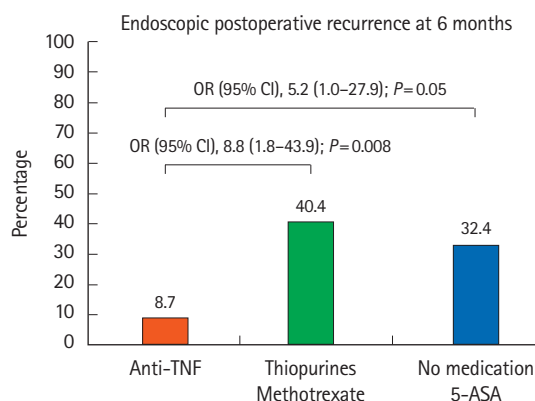 Endoscopic postoperative recurrence at 6 months
Percentage
100
90
80
70
60
50
40
30
20
10
0
OR (95% CI), 5.2 (1.0–27.9); P=0.05
OR (95% CI), 8.8 (1.8–43.9); P=0.008
8.7
40.4
32.4
Anti-TNF
Thiopurines
Methotrexate
No medication
5-ASA